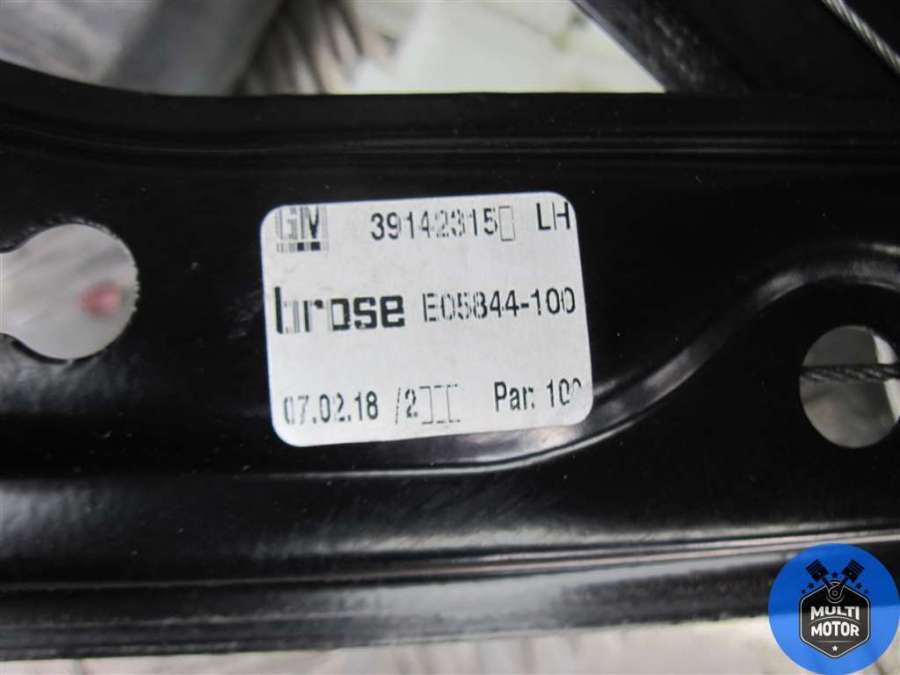 GM 39142315 LH
brose E05844-100
07.02.18 /2
Par: 100
MULTI
MOTOR